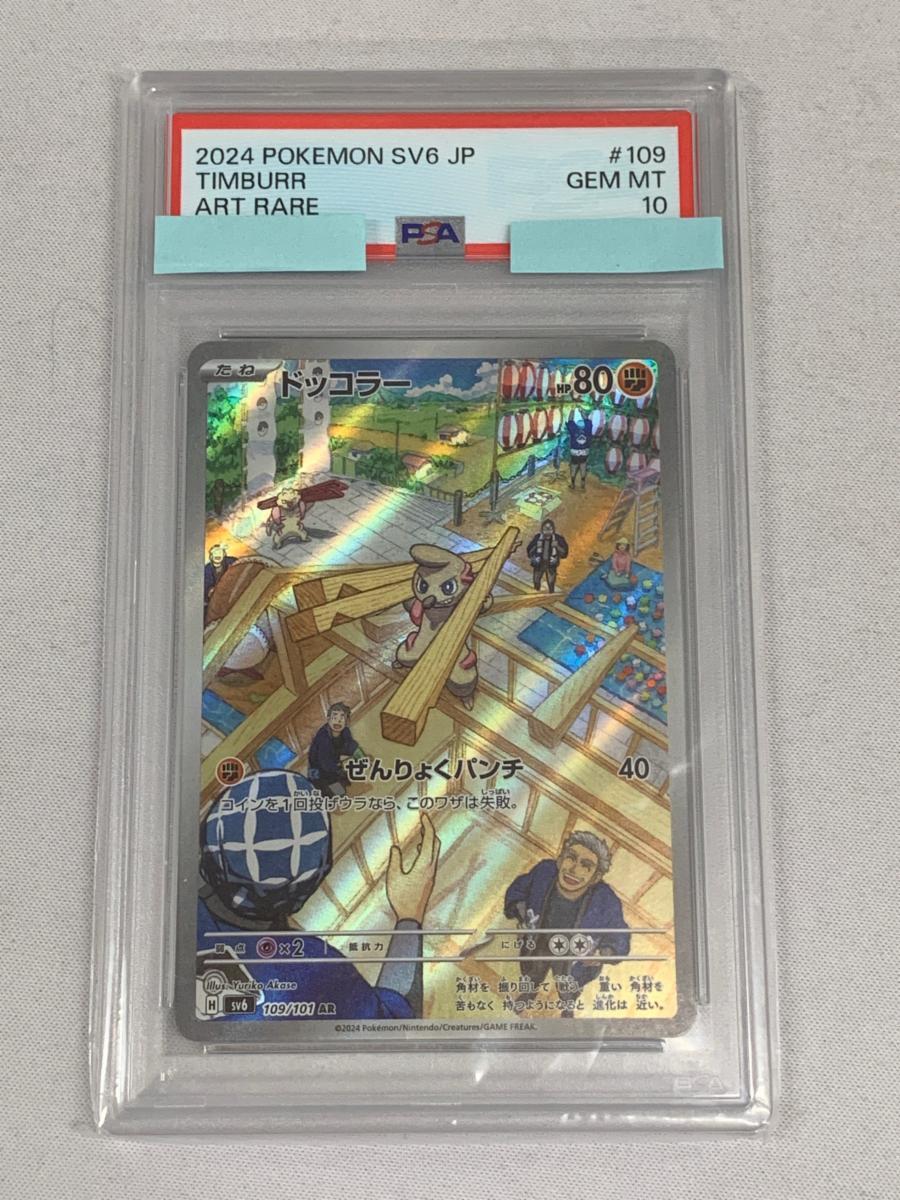 2024 POKEMON SV6 JP #109
TIMBURR GEM MT
ART RARE 10
PSA
たね ドッコラー HP 80
ぜんりょくパンチ 40
コインを1回投げウラなら、このワザは失敗。
弱点 ×2 抵抗力 にげる
illus. Yuriko Akase
角材を 振り回して 戦う。 重い 角材を
H SV6 109/101 AR 苦もなく 持つようになると 進化は 近い。
©2024 Pokémon/Nintendo/Creatures/GAME FREAK.
PSA